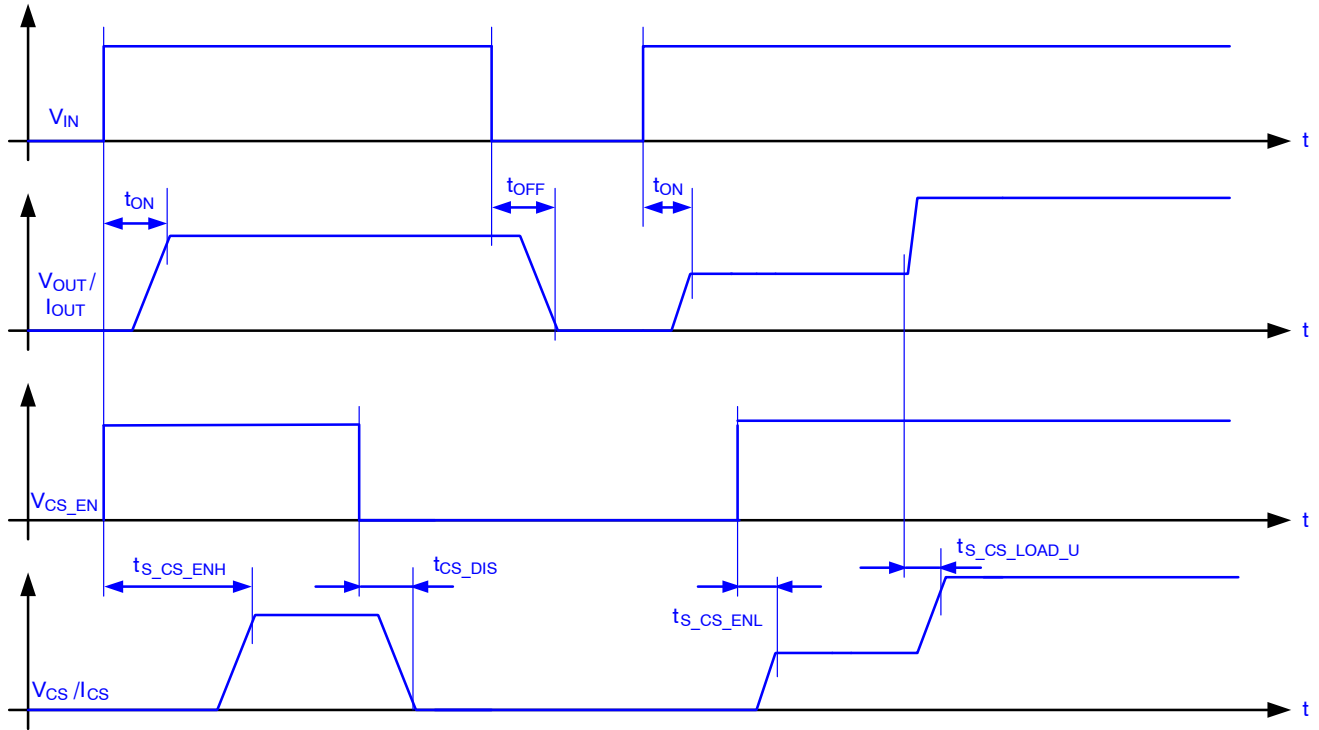 VIN
t
tON
tOFF
tON
VOUT/
IOUT
t
VCS_EN
t
tS_CS_ENH
tCS_DIS
tS_CS_LOAD_U
tS_CS_ENL
VCS/ICS
t